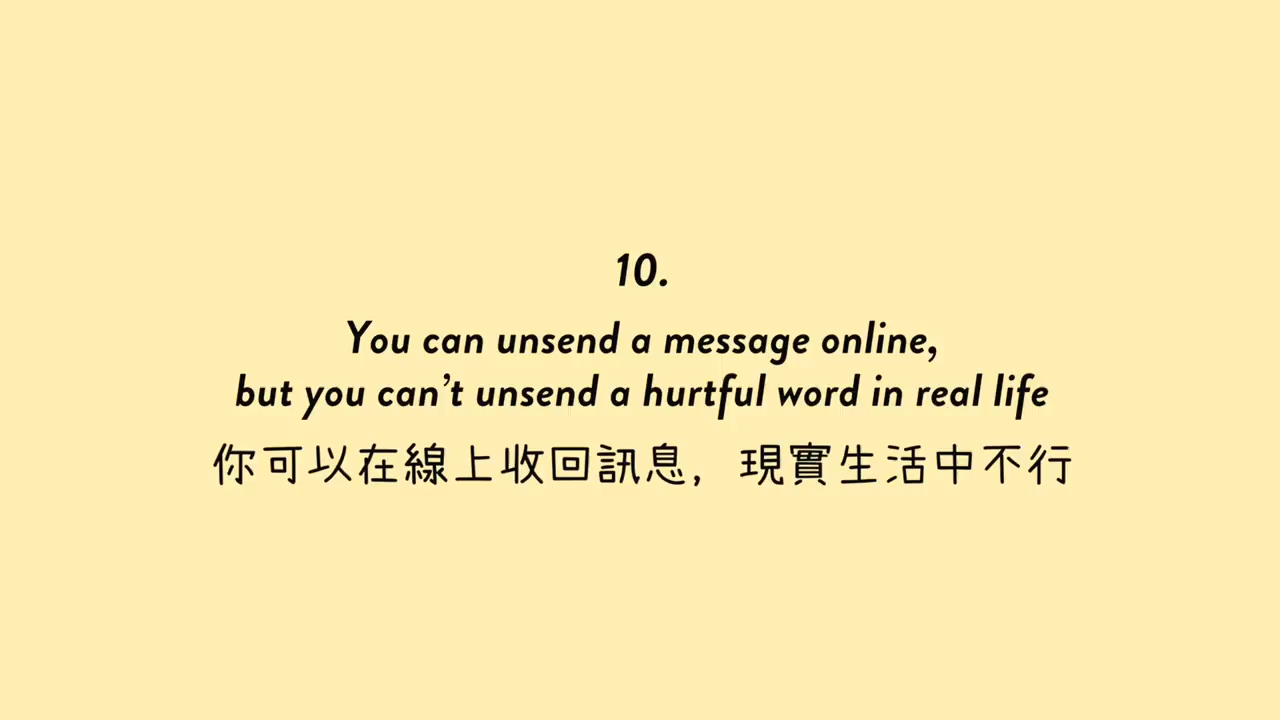 10.
You can unsend a message online,
but you can’t unsend a hurtful word in real life
你可以在線上收回訊息，現實生活中不行